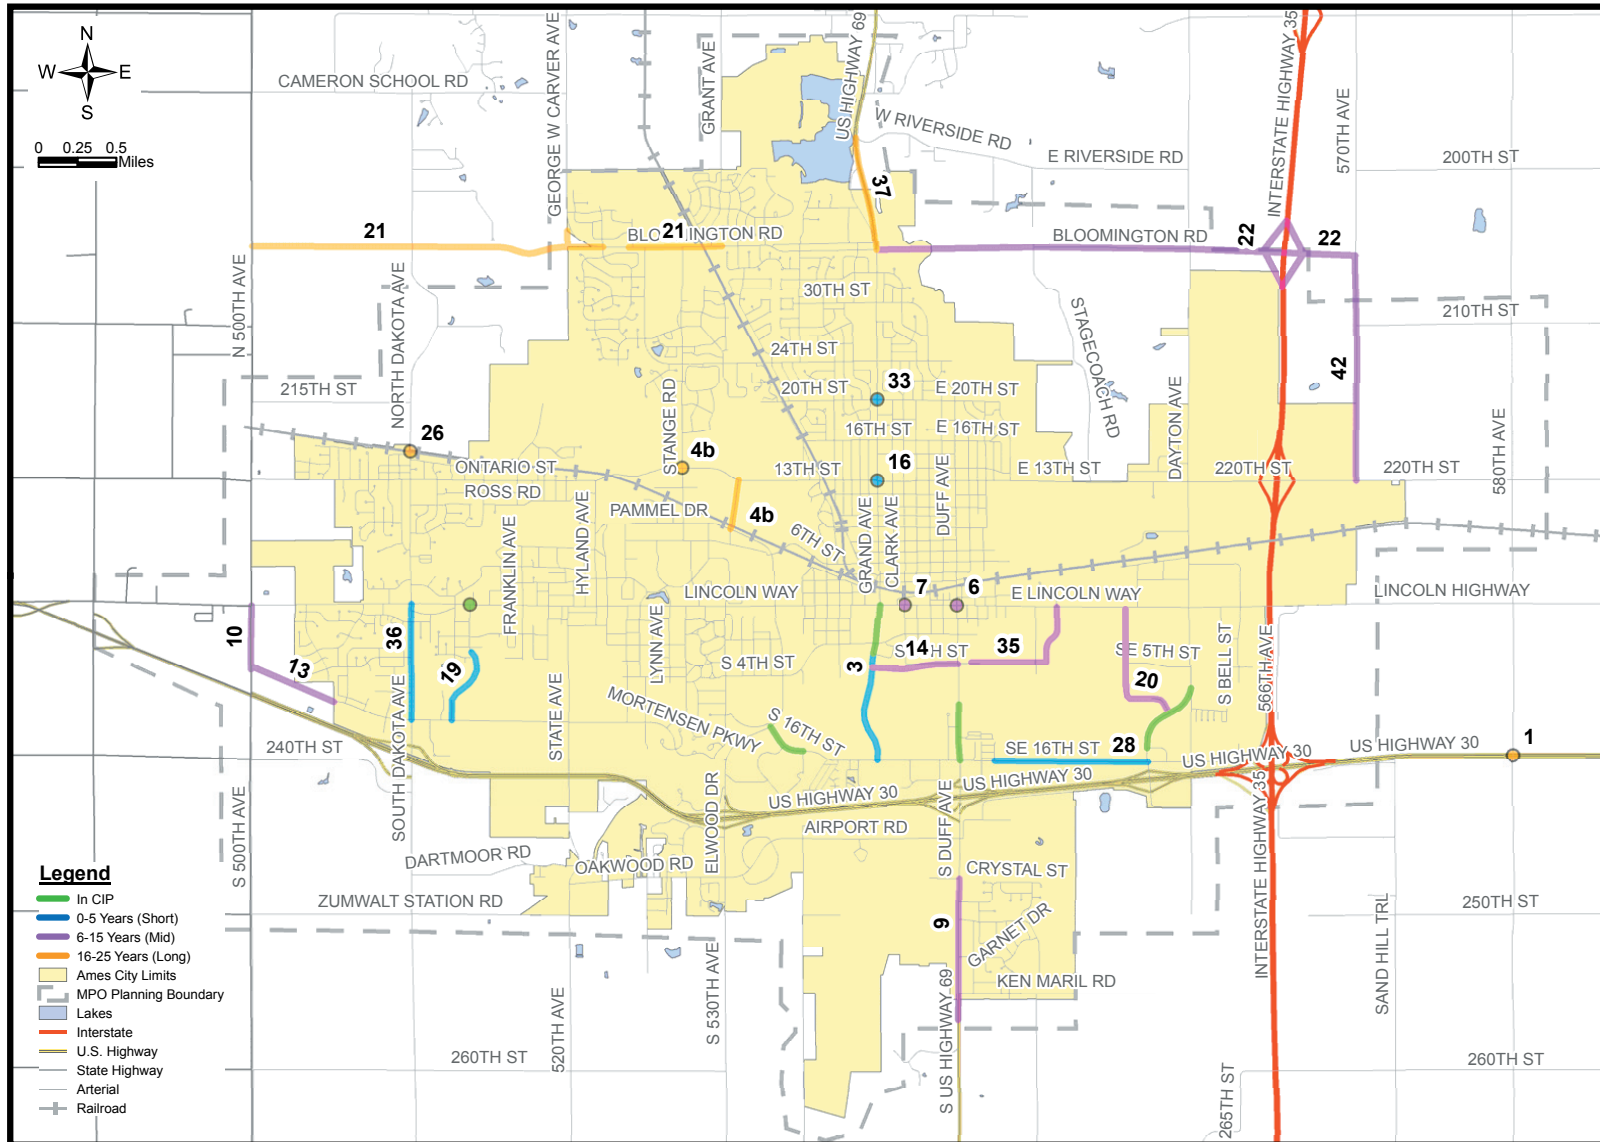 N
W E
S
0 0.25 0.5
Miles
CAMERON SCHOOL RD
GEORGE W CARVER AVE
GRANT AVE
US HIGHWAY 69
W RIVERSIDE RD
E RIVERSIDE RD
INTERSTATE HIGHWAY 35
570TH AVE
200TH ST
37
21
BLOOMINGTON RD
21
BLOOMINGTON RD
22
22
N 500TH AVE
NORTH DAKOTA AVE
30TH ST
STAGECOACH RD
210TH ST
24TH ST
215TH ST
STANGE RD
20TH ST
33
E 20TH ST
DAYTON AVE
42
26
16TH ST
E 16TH ST
580TH AVE
4b
ONTARIO ST
13TH ST
16
DUFF AVE
E 13TH ST
220TH ST
220TH ST
ROSS RD
PAMMEL DR
4b
6TH ST
GRAND AVE
CLARK AVE
FRANKLIN AVE
HYLAND AVE
LINCOLN WAY
7
6
E LINCOLN WAY
LINCOLN HIGHWAY
10
36
LYNN AVE
13
19
S 4TH ST
3
14
35
SE 5TH ST
S BELL ST
566TH AVE
20
SOUTH DAKOTA AVE
STATE AVE
MORTENSEN PKWY
S 16TH ST
240TH ST
SE 16TH ST
28
US HIGHWAY 30
US HIGHWAY 30
1
US HIGHWAY 30
US HIGHWAY 30
S 500TH AVE
ELWOOD DR
S DUFF AVE
AIRPORT RD
INTERSTATE HIGHWAY 35
DARTMOOR RD
OAKWOOD RD
CRYSTAL ST
ZUMWALT STATION RD
9
GARNET DR
250TH ST
SAND HILL TRL
KEN MARIL RD
S 530TH AVE
520TH AVE
S US HIGHWAY 69
260TH ST
265TH ST
260TH ST
Legend
In CIP
0-5 Years (Short)
6-15 Years (Mid)
16-25 Years (Long)
Ames City Limits
MPO Planning Boundary
Lakes
Interstate
U.S. Highway
State Highway
Arterial
Railroad